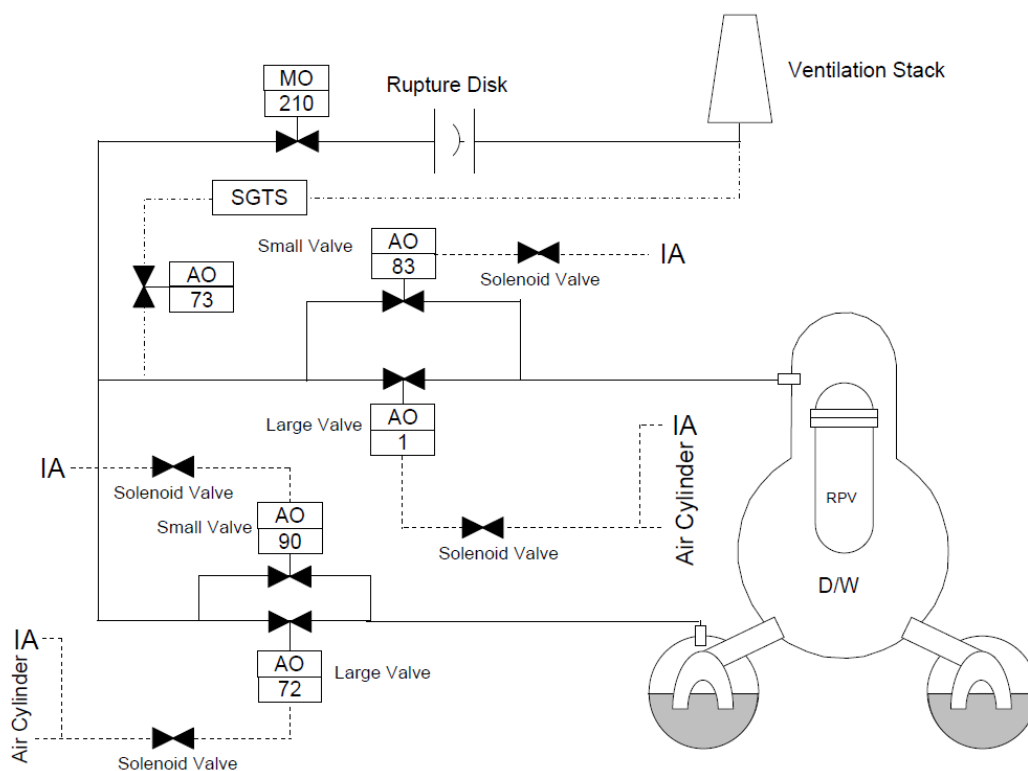 MO
210
Rupture Disk
Ventilation Stack
SGTS
Small Valve
AO
83
IA
Solenoid Valve
AO
73
Large Valve
AO
1
IA
Air Cylinder
Solenoid Valve
IA
Solenoid Valve
Small Valve
AO
90
RPV
D/W
IA
Air Cylinder
AO
72
Large Valve
Solenoid Valve